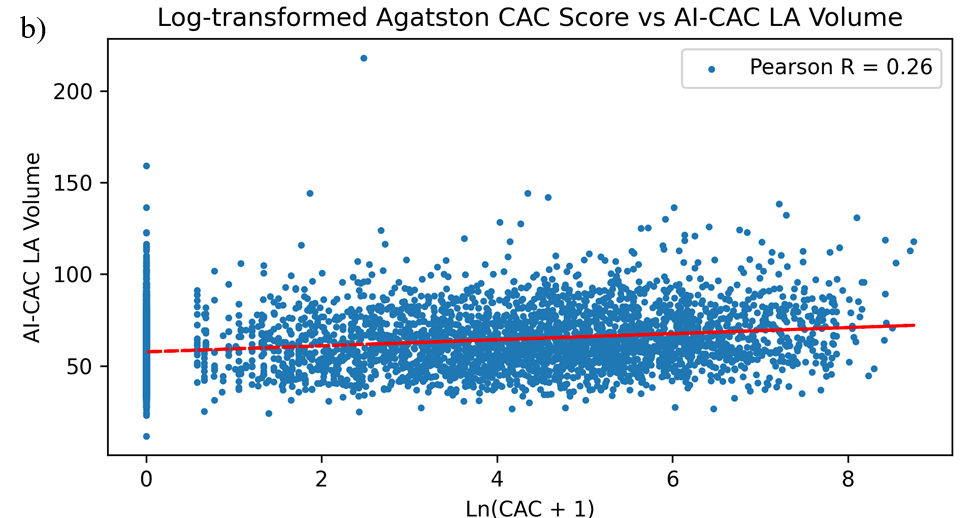 b)
Log-transformed Agatston CAC Score vs AI-CAC LA Volume
Pearson R = 0.26
AI-CAC LA Volume
200
150
100
50
0 2 4 6 8
Ln(CAC + 1)